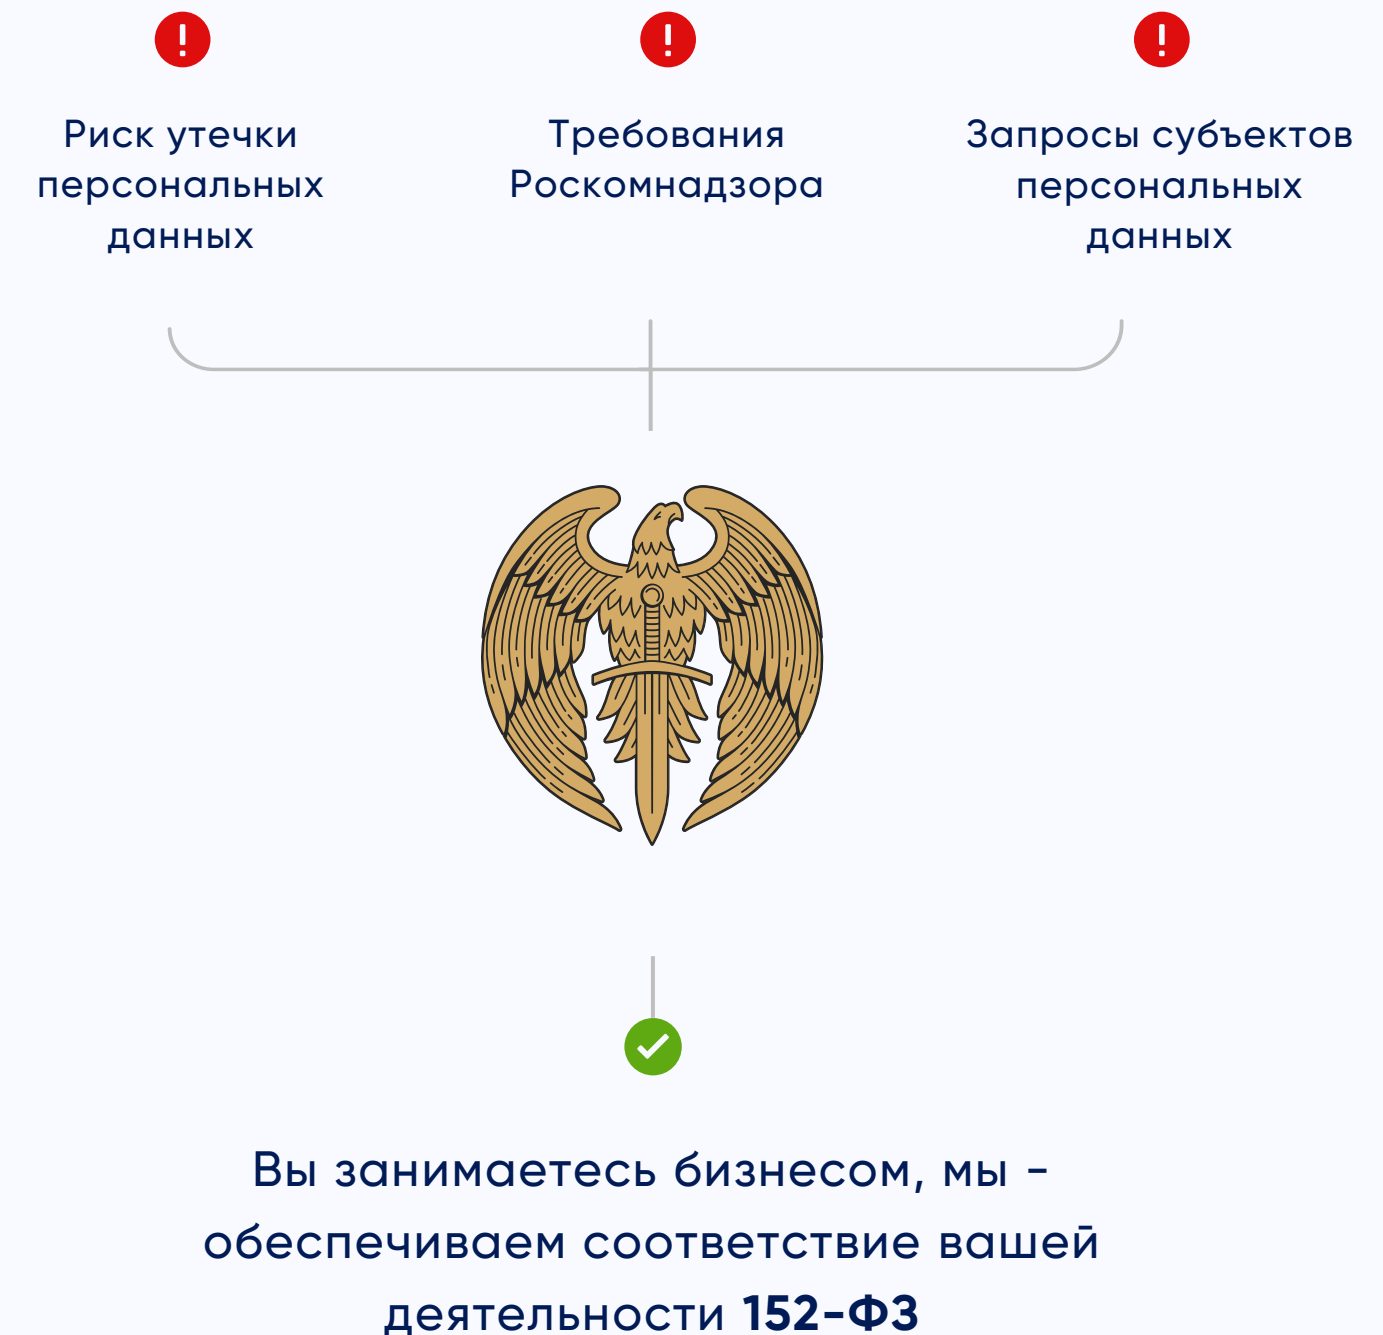 Риск утечки
персональных
данных
Требования
Роскомнадзора
Запросы субъектов
персональных
данных
Вы занимаетесь бизнесом, мы -
обеспечиваем соответствие вашей
деятельности 152-ФЗ